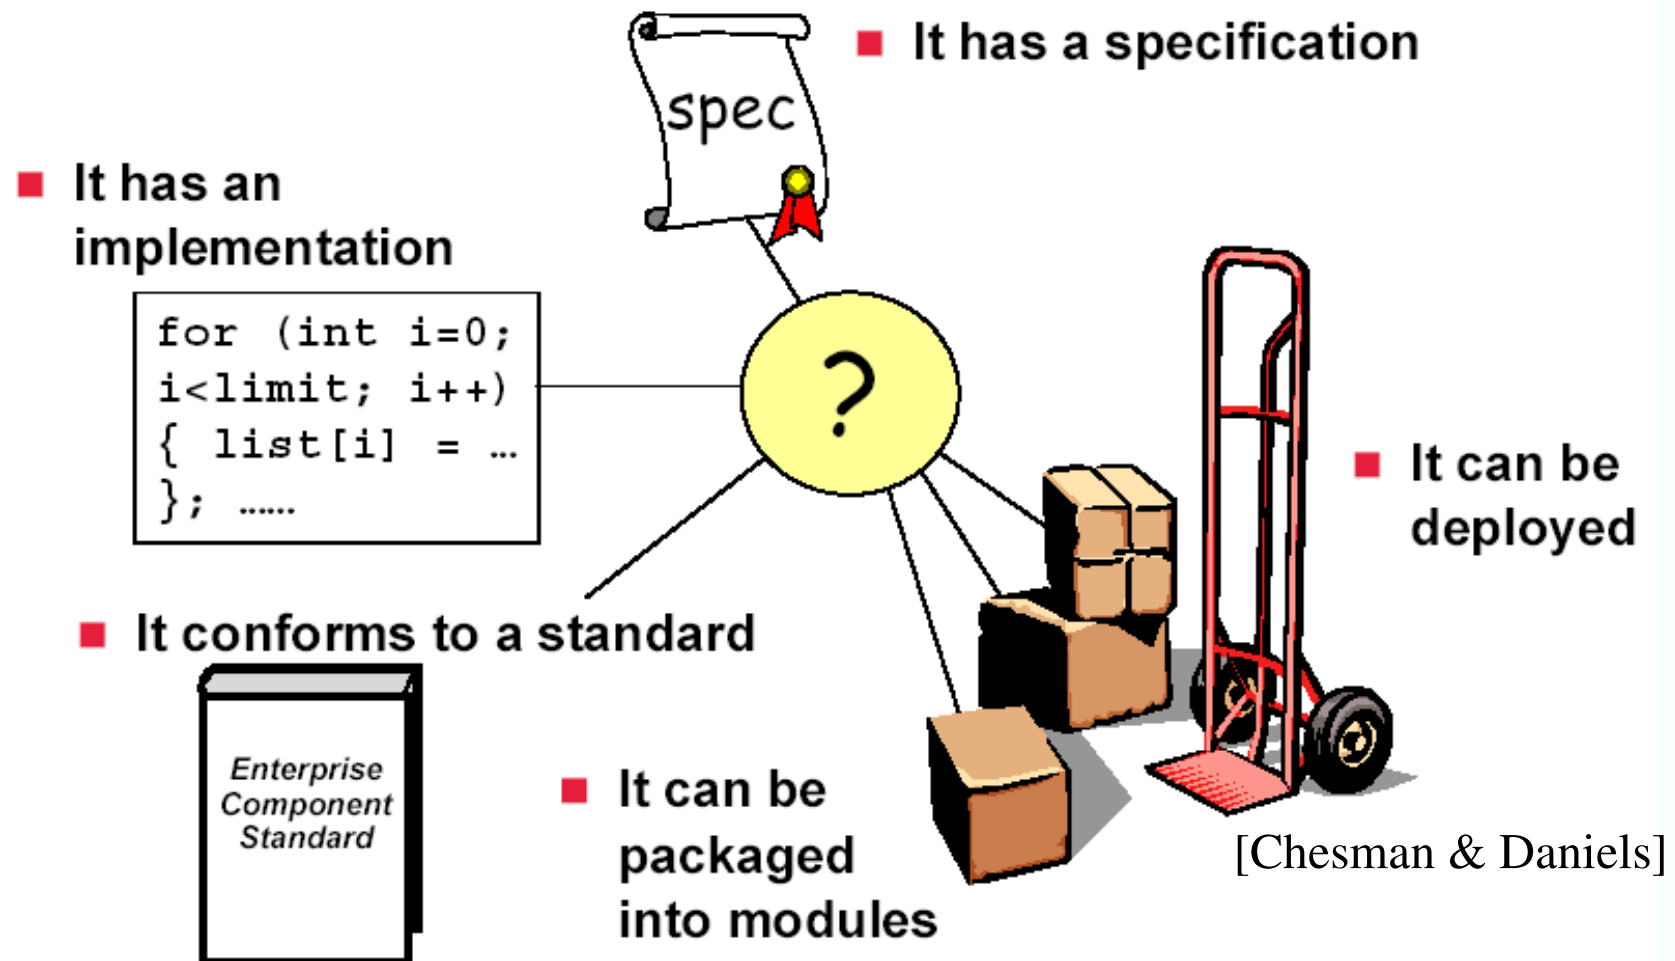 It has a specification
spec
It has an
implementation
for (int i=0;
i<limit; i++)
{ list[i] = …
}; ……
?
It can be
deployed
It conforms to a standard
Enterprise
Component
Standard
It can be
packaged
into modules
[Chesman & Daniels]